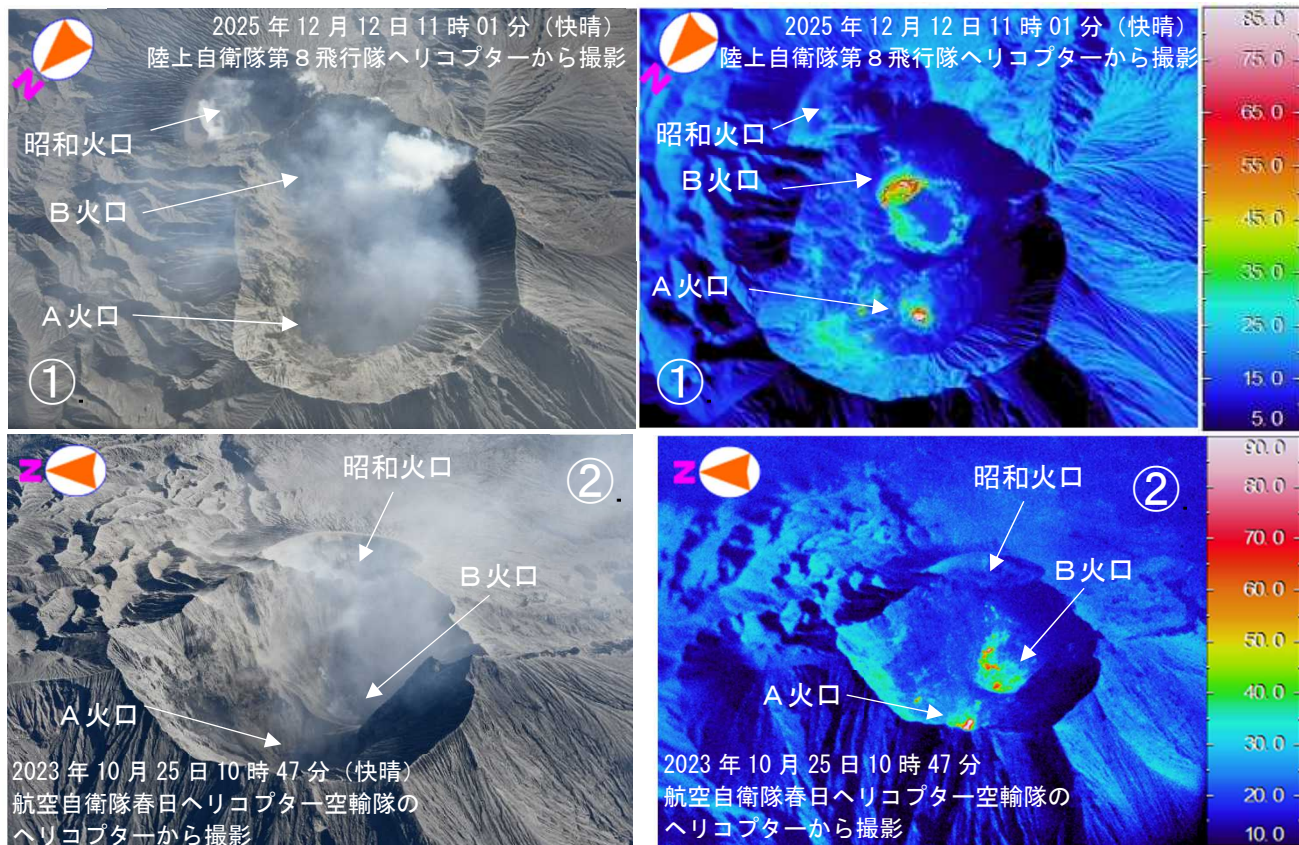 2025 年 12 月 12 日 11 時 01 分（快晴）
陸上自衛隊第８飛行隊ヘリコプターから撮影
N
昭和火口
Ｂ火口
Ａ火口
①
2025 年 12 月 12 日 11 時 01 分（快晴）
陸上自衛隊第８飛行隊ヘリコプターから撮影
N
昭和火口
Ｂ火口
Ａ火口
①
85.0
75.0
65.0
55.0
45.0
35.0
25.0
15.0
5.0
N
昭和火口
②
Ｂ火口
Ａ火口
2023 年 10 月 25 日 10 時 47 分（快晴）
航空自衛隊春日ヘリコプター空輸隊の
ヘリコプターから撮影
N
昭和火口
②
Ｂ火口
Ａ火口
2023 年 10 月 25 日 10 時 47 分
航空自衛隊春日ヘリコプター空輸隊の
ヘリコプターから撮影
90.0
80.0
70.0
60.0
50.0
40.0
30.0
20.0
10.0